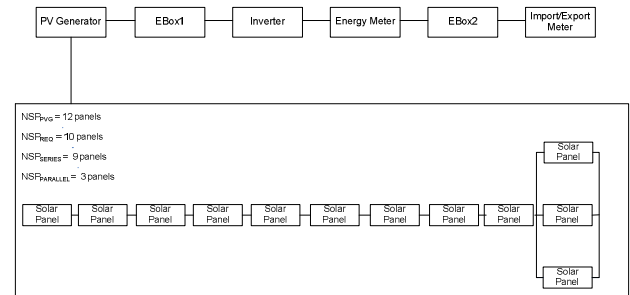 PV Generator
EBox1
Inverter
Energy Meter
EBox2
Import/Export
Meter
NSP_PVG = 12 panels
NSP_REQ = 10 panels
NSP_SERIES = 9 panels
NSP_PARALLEL = 3 panels
Solar
Panel
Solar
Panel
Solar
Panel
Solar
Panel
Solar
Panel
Solar
Panel
Solar
Panel
Solar
Panel
Solar
Panel
Solar
Panel
Solar
Panel
Solar
Panel